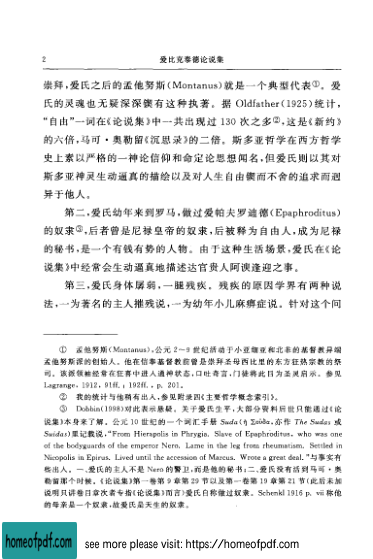 2
爱比克泰德论说集
崇拜,爱氏之后的孟他努斯(Montanus)就是一个典型代表①。爱
氏的灵魂也无疑深深锲有这种执著。据 Oldfather(1925)统计,
“自由”一词在《论说集》中一共出现过 130 次之多②,这是《新约》
的六倍,马可·奥勒留《沉思录》的二倍。斯多亚哲学在西方哲学
史上素以严格的一神论信仰和命定论思想闻名,但爱氏则以其对
斯多亚神灵生动逼真的描绘以及对人生自由锲而不舍的追求而迥
异于他人。
第二,爱氏幼年来到罗马,做过爱帕夫罗迪德(Epaphroditus)
的奴隶③,后者曾是尼禄皇帝的奴隶,后被释为自由人,成为尼禄
的秘书,是一个有钱有势的人物。由于这种生活场景,爱氏在《论
说集》中经常会生动逼真地描述达官贵人阿谀逢迎之事。
第三,爱氏身体孱弱,一腿残疾。残疾的原因学界有两种说
法,一为著名的主人摧残说,一为幼年小儿麻痹症说。针对这个问
① 孟他努斯(Montanus),公元 2—3 世纪活动于小亚细亚和北非的基督教异端
孟他努派的创始人。他在信奉基督教前曾是崇拜圣母西比里的东方狂热宗教的祭
司。该派领袖经常在狂喜中进入通神状态,口吐奇言,门徒将此目为圣灵启示。参见
Lagrange, 1912, 91ff.; 192ff., p. 201。
② 我的统计与他稍有出入,参见附录四《主要哲学概念索引》。
③ Dobbin(1998)对此表示悬疑。关于爱氏生平,大部分资料后世只能通过《论
说集》本身来了解。公元 10 世纪的一个词汇手册 Suda(ἡ Σοῦδα,亦作 The Sudas 或
Suidas)里记载说,“From Hierapolis in Phrygia. Slave of Epaphroditos, who was one
of the bodyguards of the emperor Nero. Lame in the leg from rheumatism. Settled in
Nicopolis in Epirus. Lived until the accession of Marcus. Wrote a great deal.”与事实有
些出入。一、爱氏的主人不是 Nero 的警卫,而是他的秘书;二、爱氏没有活到马可·奥
勒留那个时候。《论说集》第一卷第 9 章第 29 节以及第一卷第 19 章第 21 节(此后未加
说明只讲卷目章次者专指《论说集》而言)爱氏自称做过奴隶。Schenkl 1916 p. vii 称他
的母亲是一个奴隶,故爱氏是天生的奴隶。
homeofpdf.com
see more please visit: https://homeofpdf.com